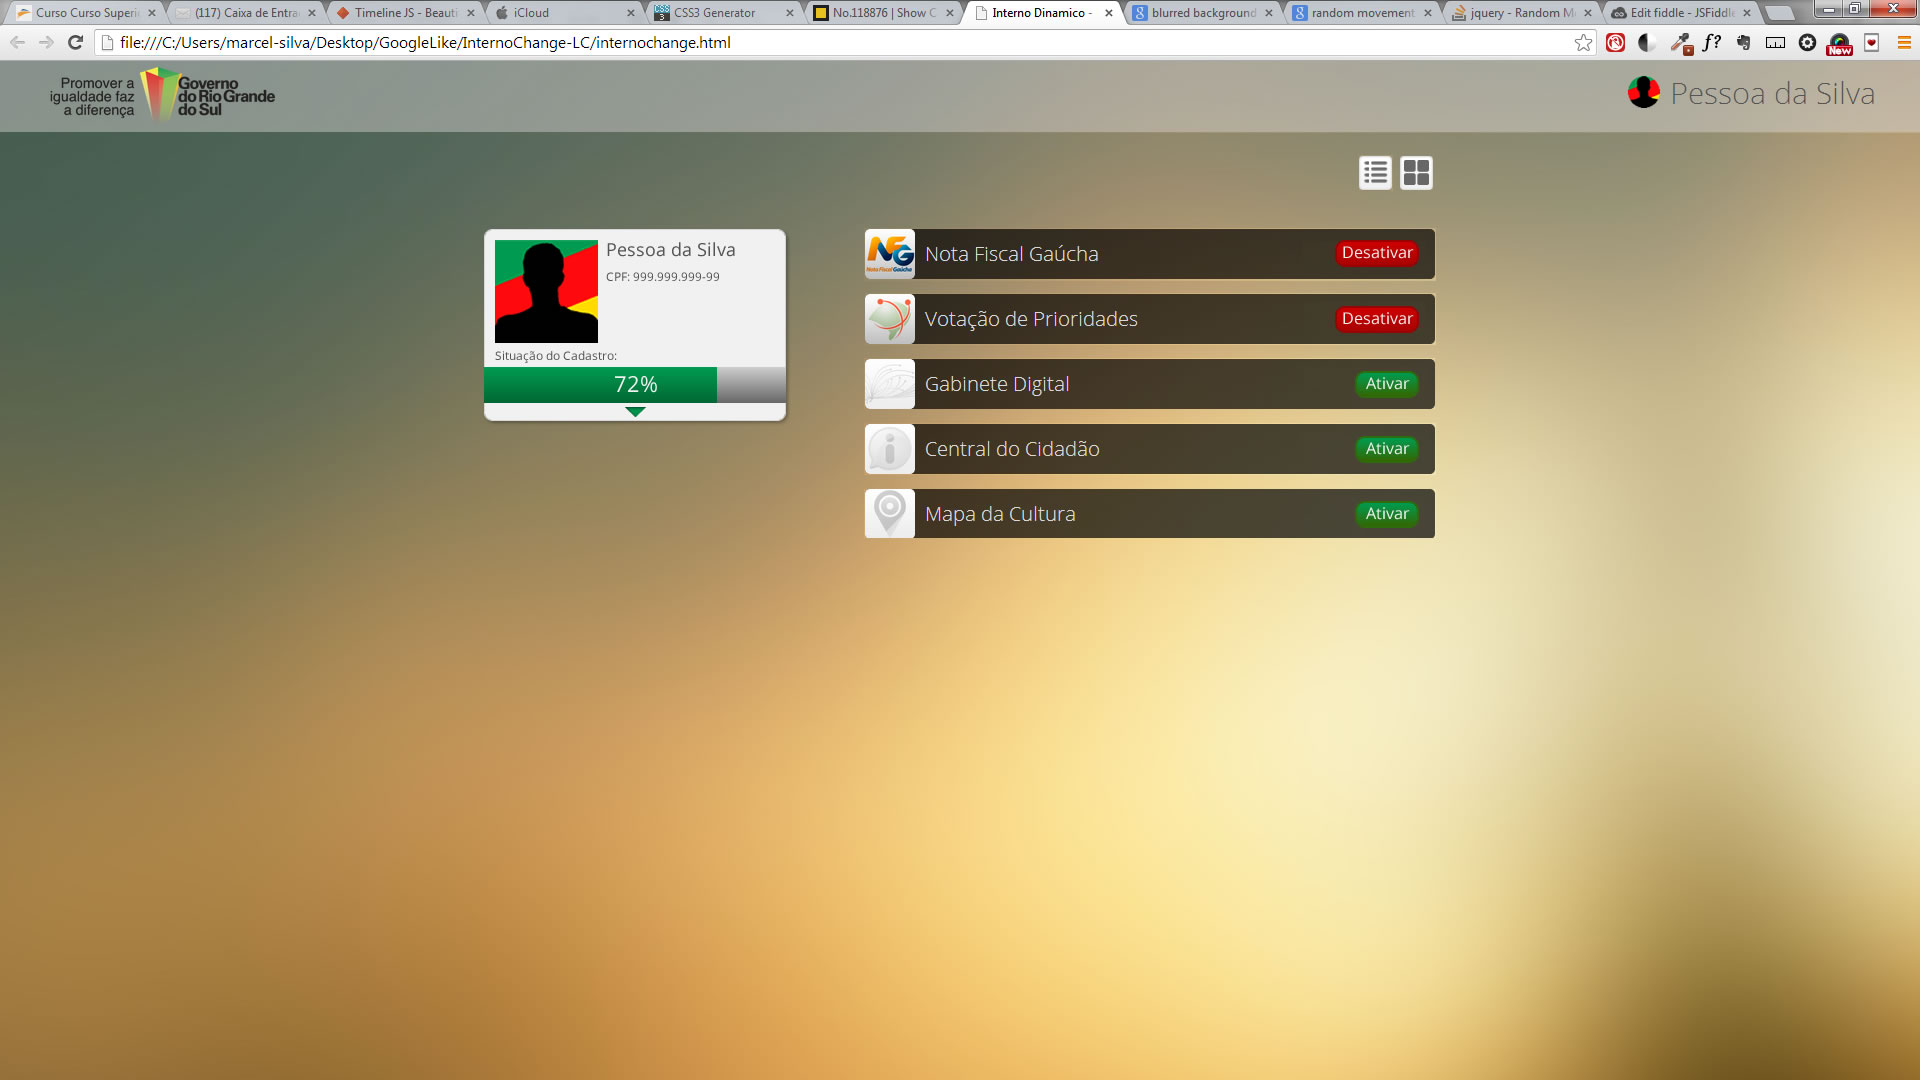 Curso Curso Superi
(117) Caixa de Entra
Timeline JS - Beauti
iCloud
CSS3 Generator
No.118876 | Show C
Interno Dinamico -
blurred background
random movement
jquery - Random M
Edit fiddle - JSFiddle
file:///C:/Users/marcel-silva/Desktop/GoogleLike/InternoChange-LC/internochange.html
f?
New
Promover a
igualdade faz
a diferença
Governo
do Rio Grande
do Sul
Pessoa da Silva
Pessoa da Silva
CPF: 999.999.999-99
Situação do Cadastro:
72%
NFG
Nota Fiscal Gaúcha
Nota Fiscal Gaúcha
Desativar
Votação de Prioridades
Desativar
Gabinete Digital
Ativar
Central do Cidadão
Ativar
Mapa da Cultura
Ativar